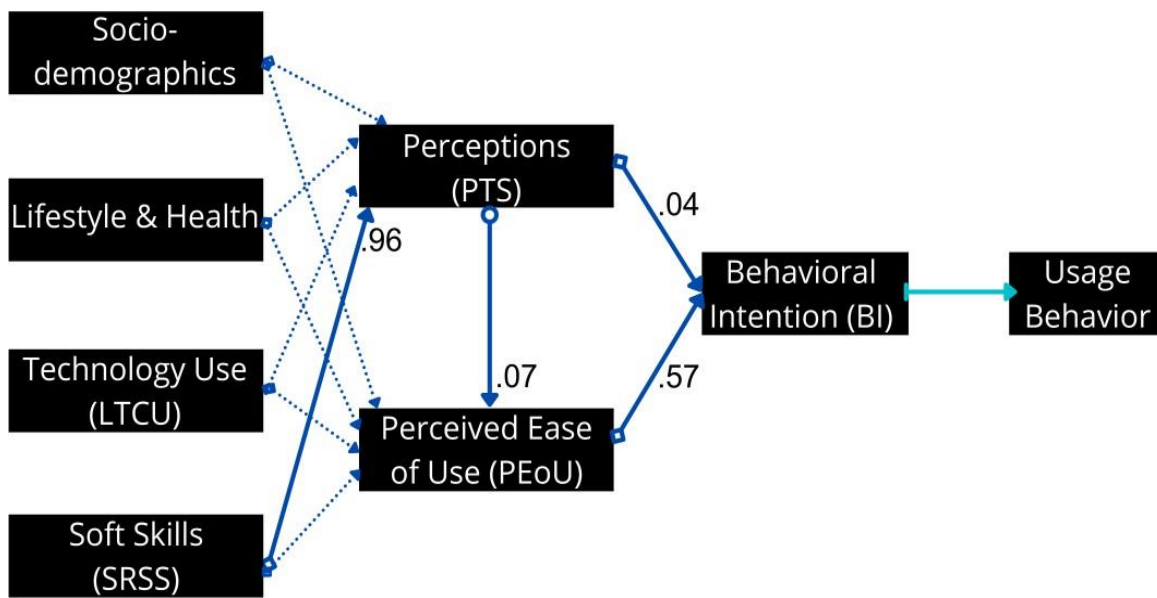 Socio-
demographics
Lifestyle & Health
Technology Use
(LTCU)
Soft Skills
(SRSS)
Perceptions
(PTS)
.96
.07
Perceived Ease
of Use (PEoU)
.04
.57
Behavioral
Intention (BI)
Usage
Behavior